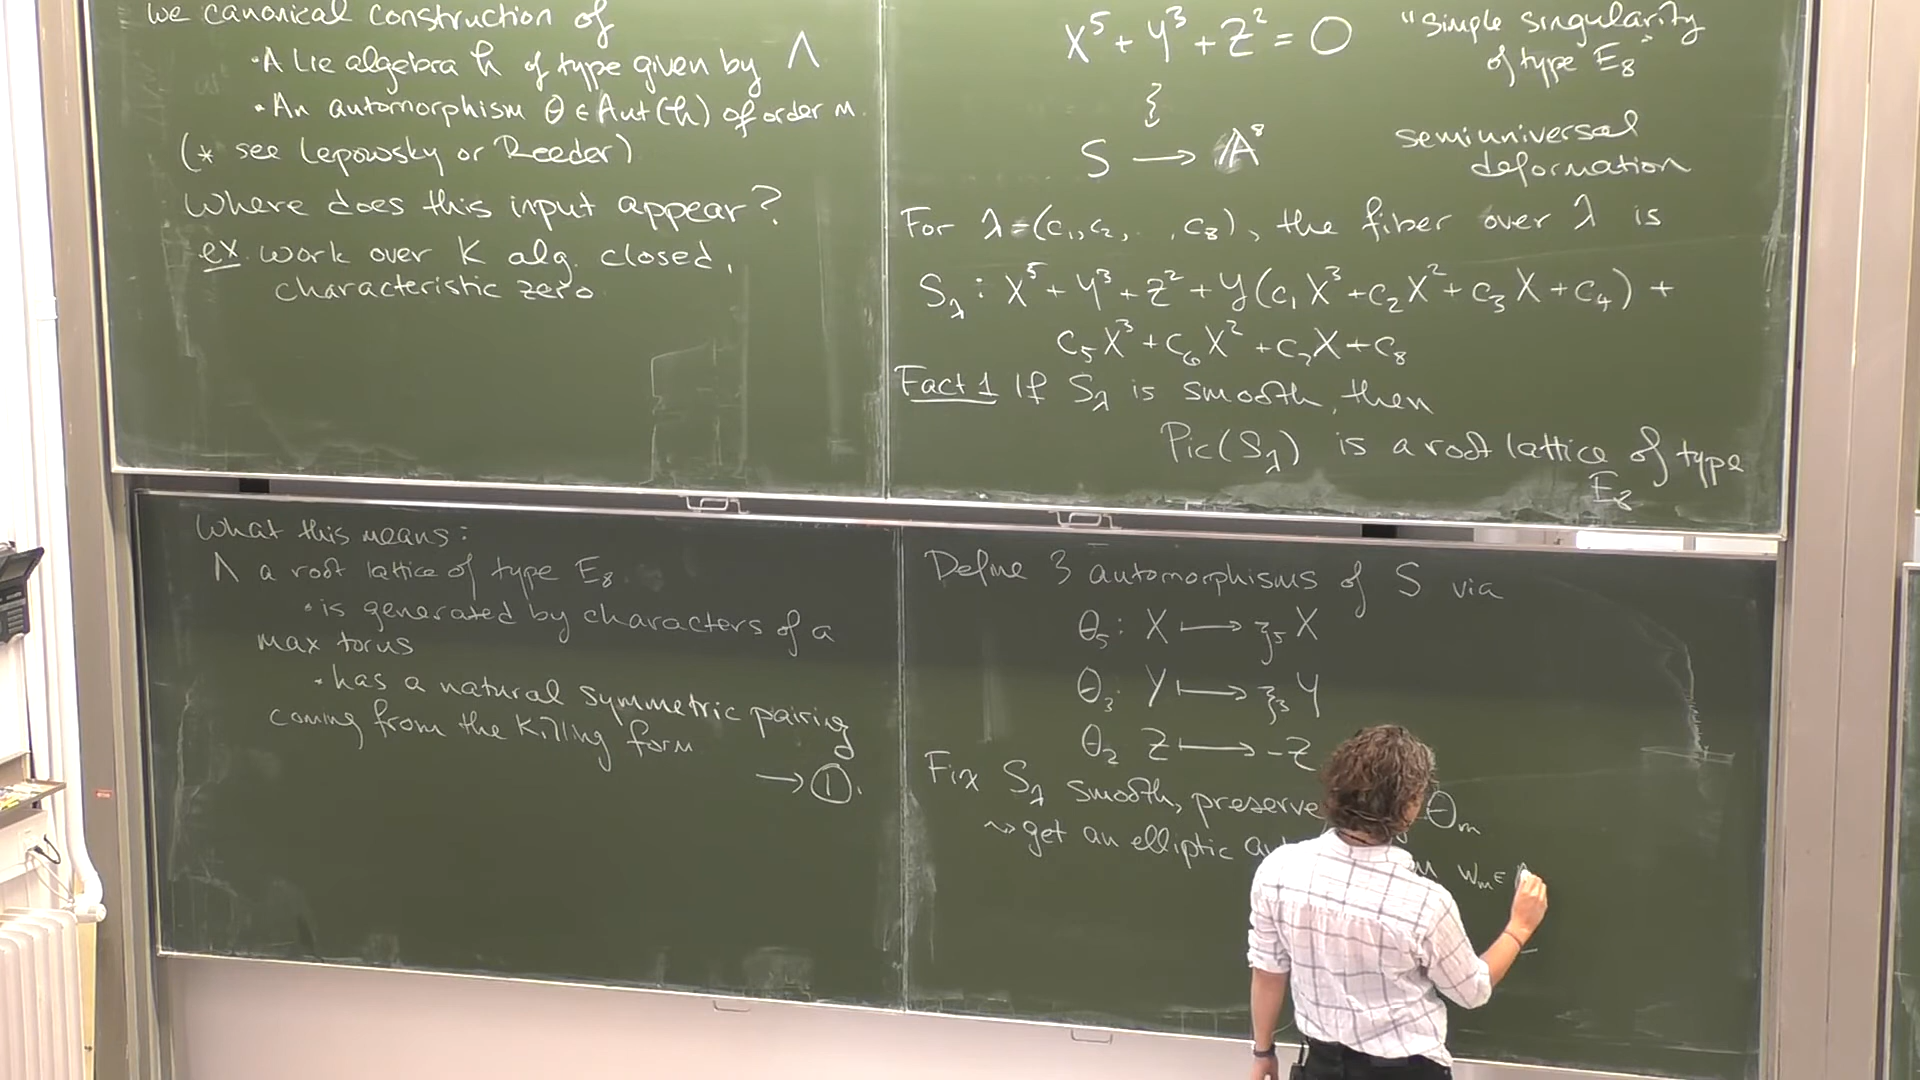 we canonical construction of
• A Lie algebra h of type given by Λ
• An automorphism θ ∈ Aut(h) of order m.
(* see Lepowsky or Reeder)
Where does this input appear?
ex. work over K alg. closed,
characteristic zero
X⁵ + Y³ + Z² = 0 "simple singularity
of type E₈"
S → 𝔸⁸ semiuniversal
deformation
For λ = (c₁, c₂, . , c₈), the fiber over λ is
S_λ : X⁵ + Y³ + Z² + Y(c₁X³ + c₂X² + c₃X + c₄) +
c₅X³ + c₆X² + c₇X + c₈
Fact 1 If S_λ is smooth, then
Pic(S_λ) is a root lattice of type
E₈
What this means:
Λ a root lattice of type E₈
• is generated by characters of a
max torus
• has a natural symmetric pairing
coming from the Killing form
→ ①.
Define 3 automorphisms of S via
θ₅: X ↦ ζ₅X
θ₃: Y ↦ ζ₃Y
θ₂ Z ↦ -Z
Fix S_λ smooth, preserve θₘ
⇝ get an elliptic wₘ ∈